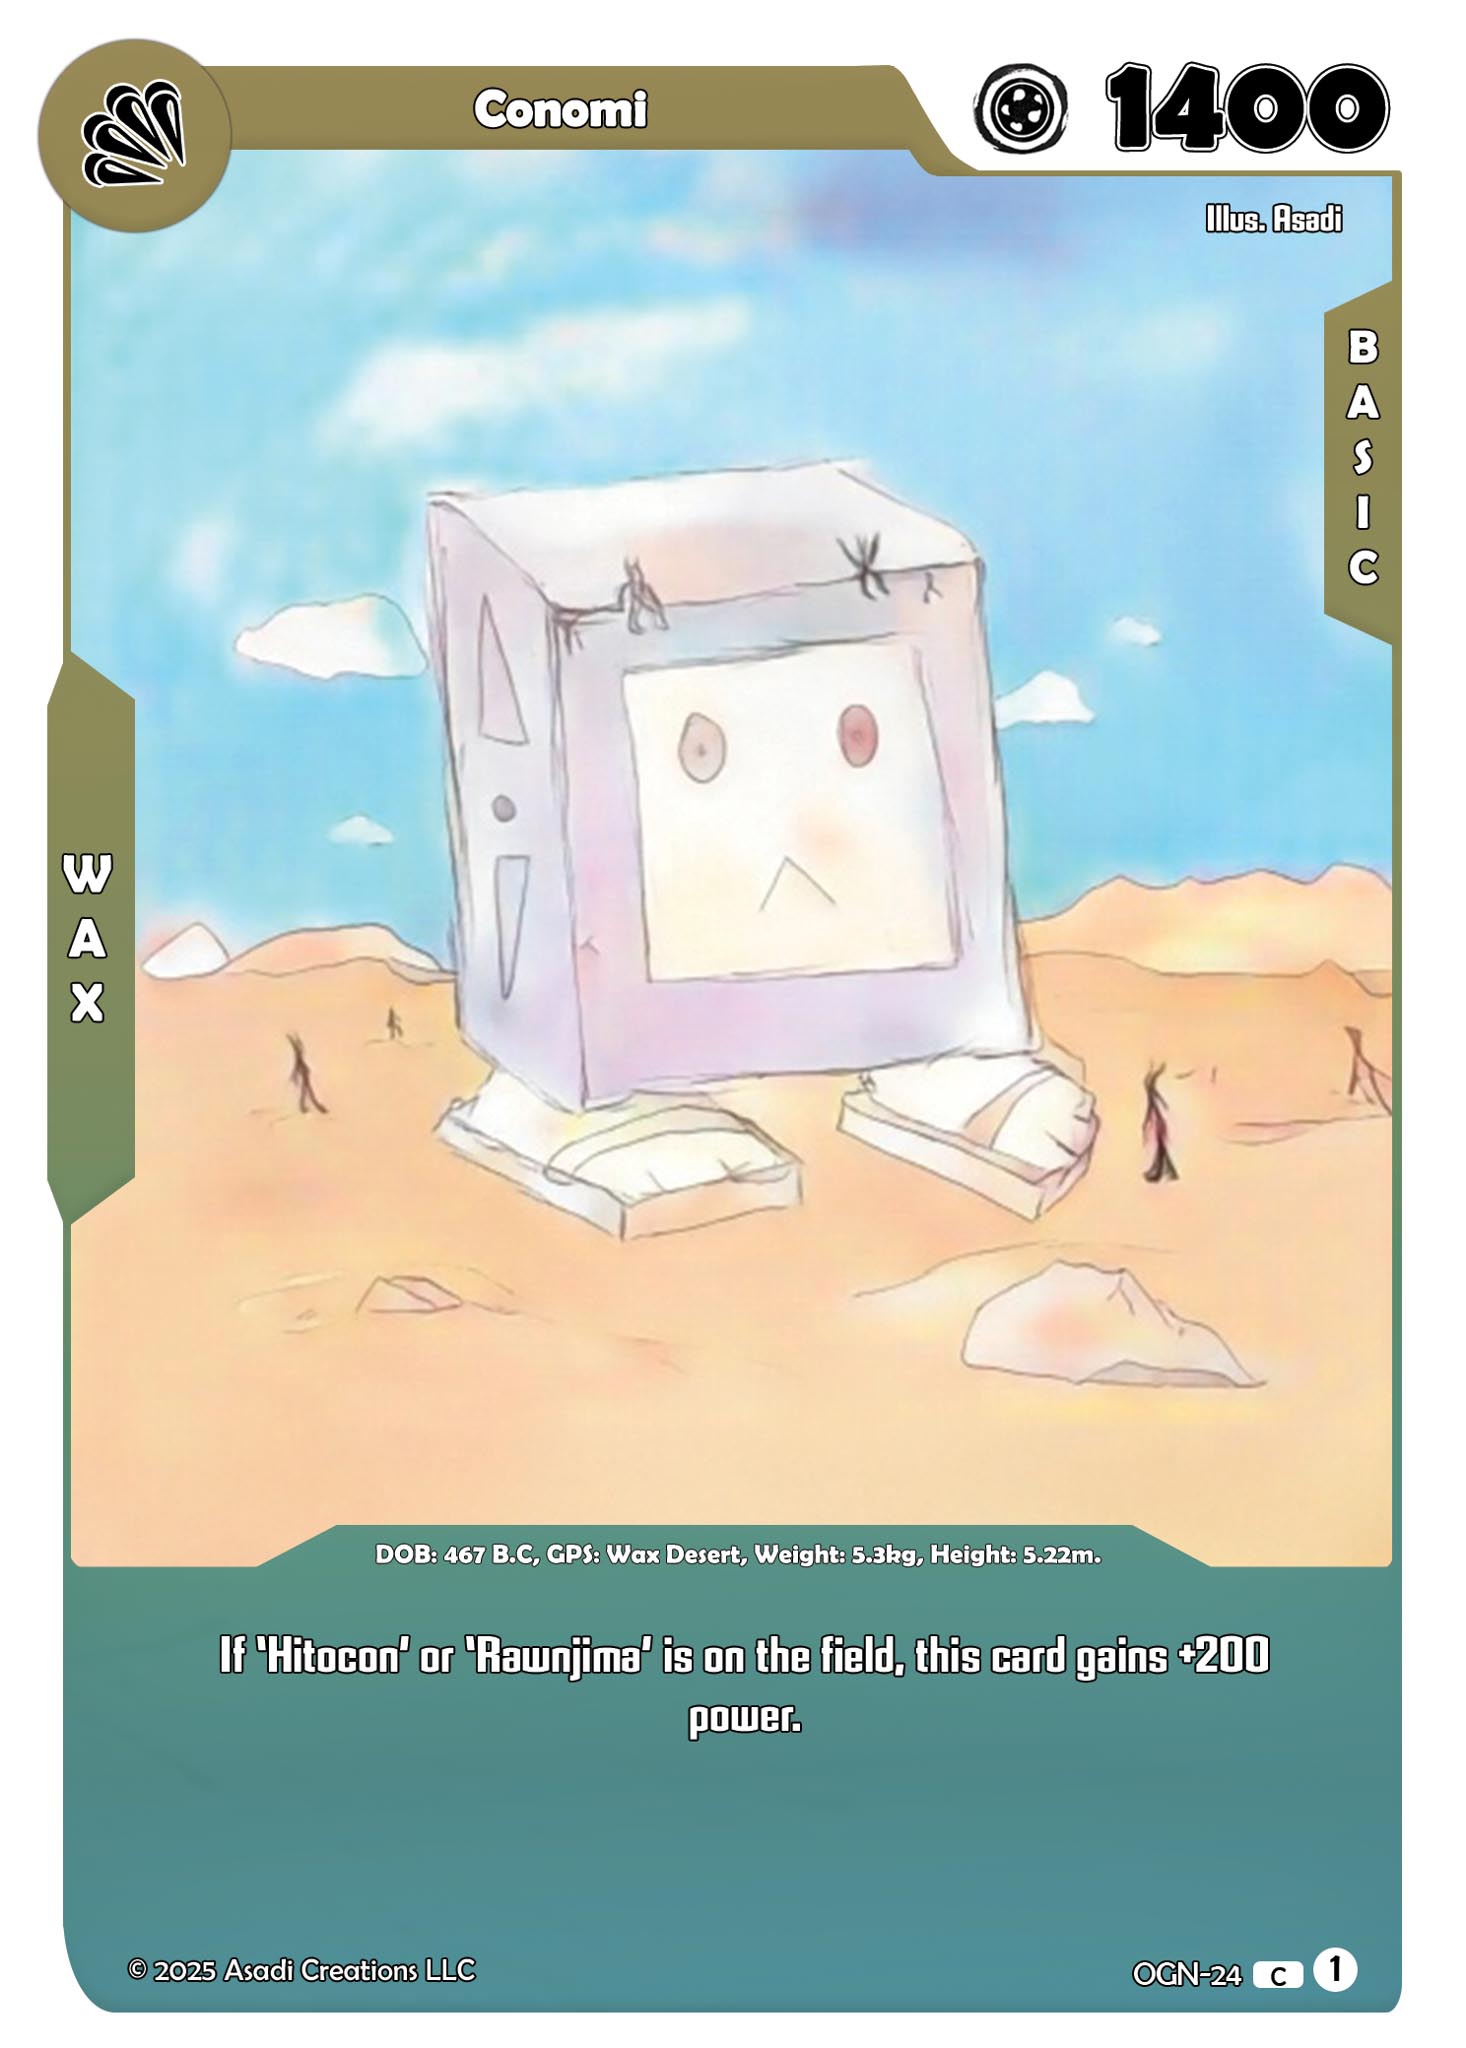 Conomi
1400
Illus. Asadi
BASIC
WAX
DOB: 467 B.C, GPS: Wax Desert, Weight: 5.3kg, Height: 5.22m.
If ‘Hitocon’ or ‘Rawnjima’ is on the field, this card gains +200
power.
© 2025 Asadi Creations LLC
OGN-24 C 1